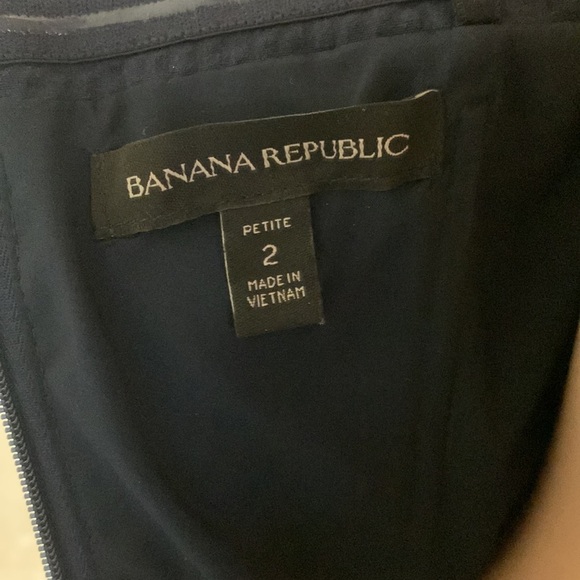 BANANA REPUBLIC
PETITE
2
MADE IN
VIETNAM